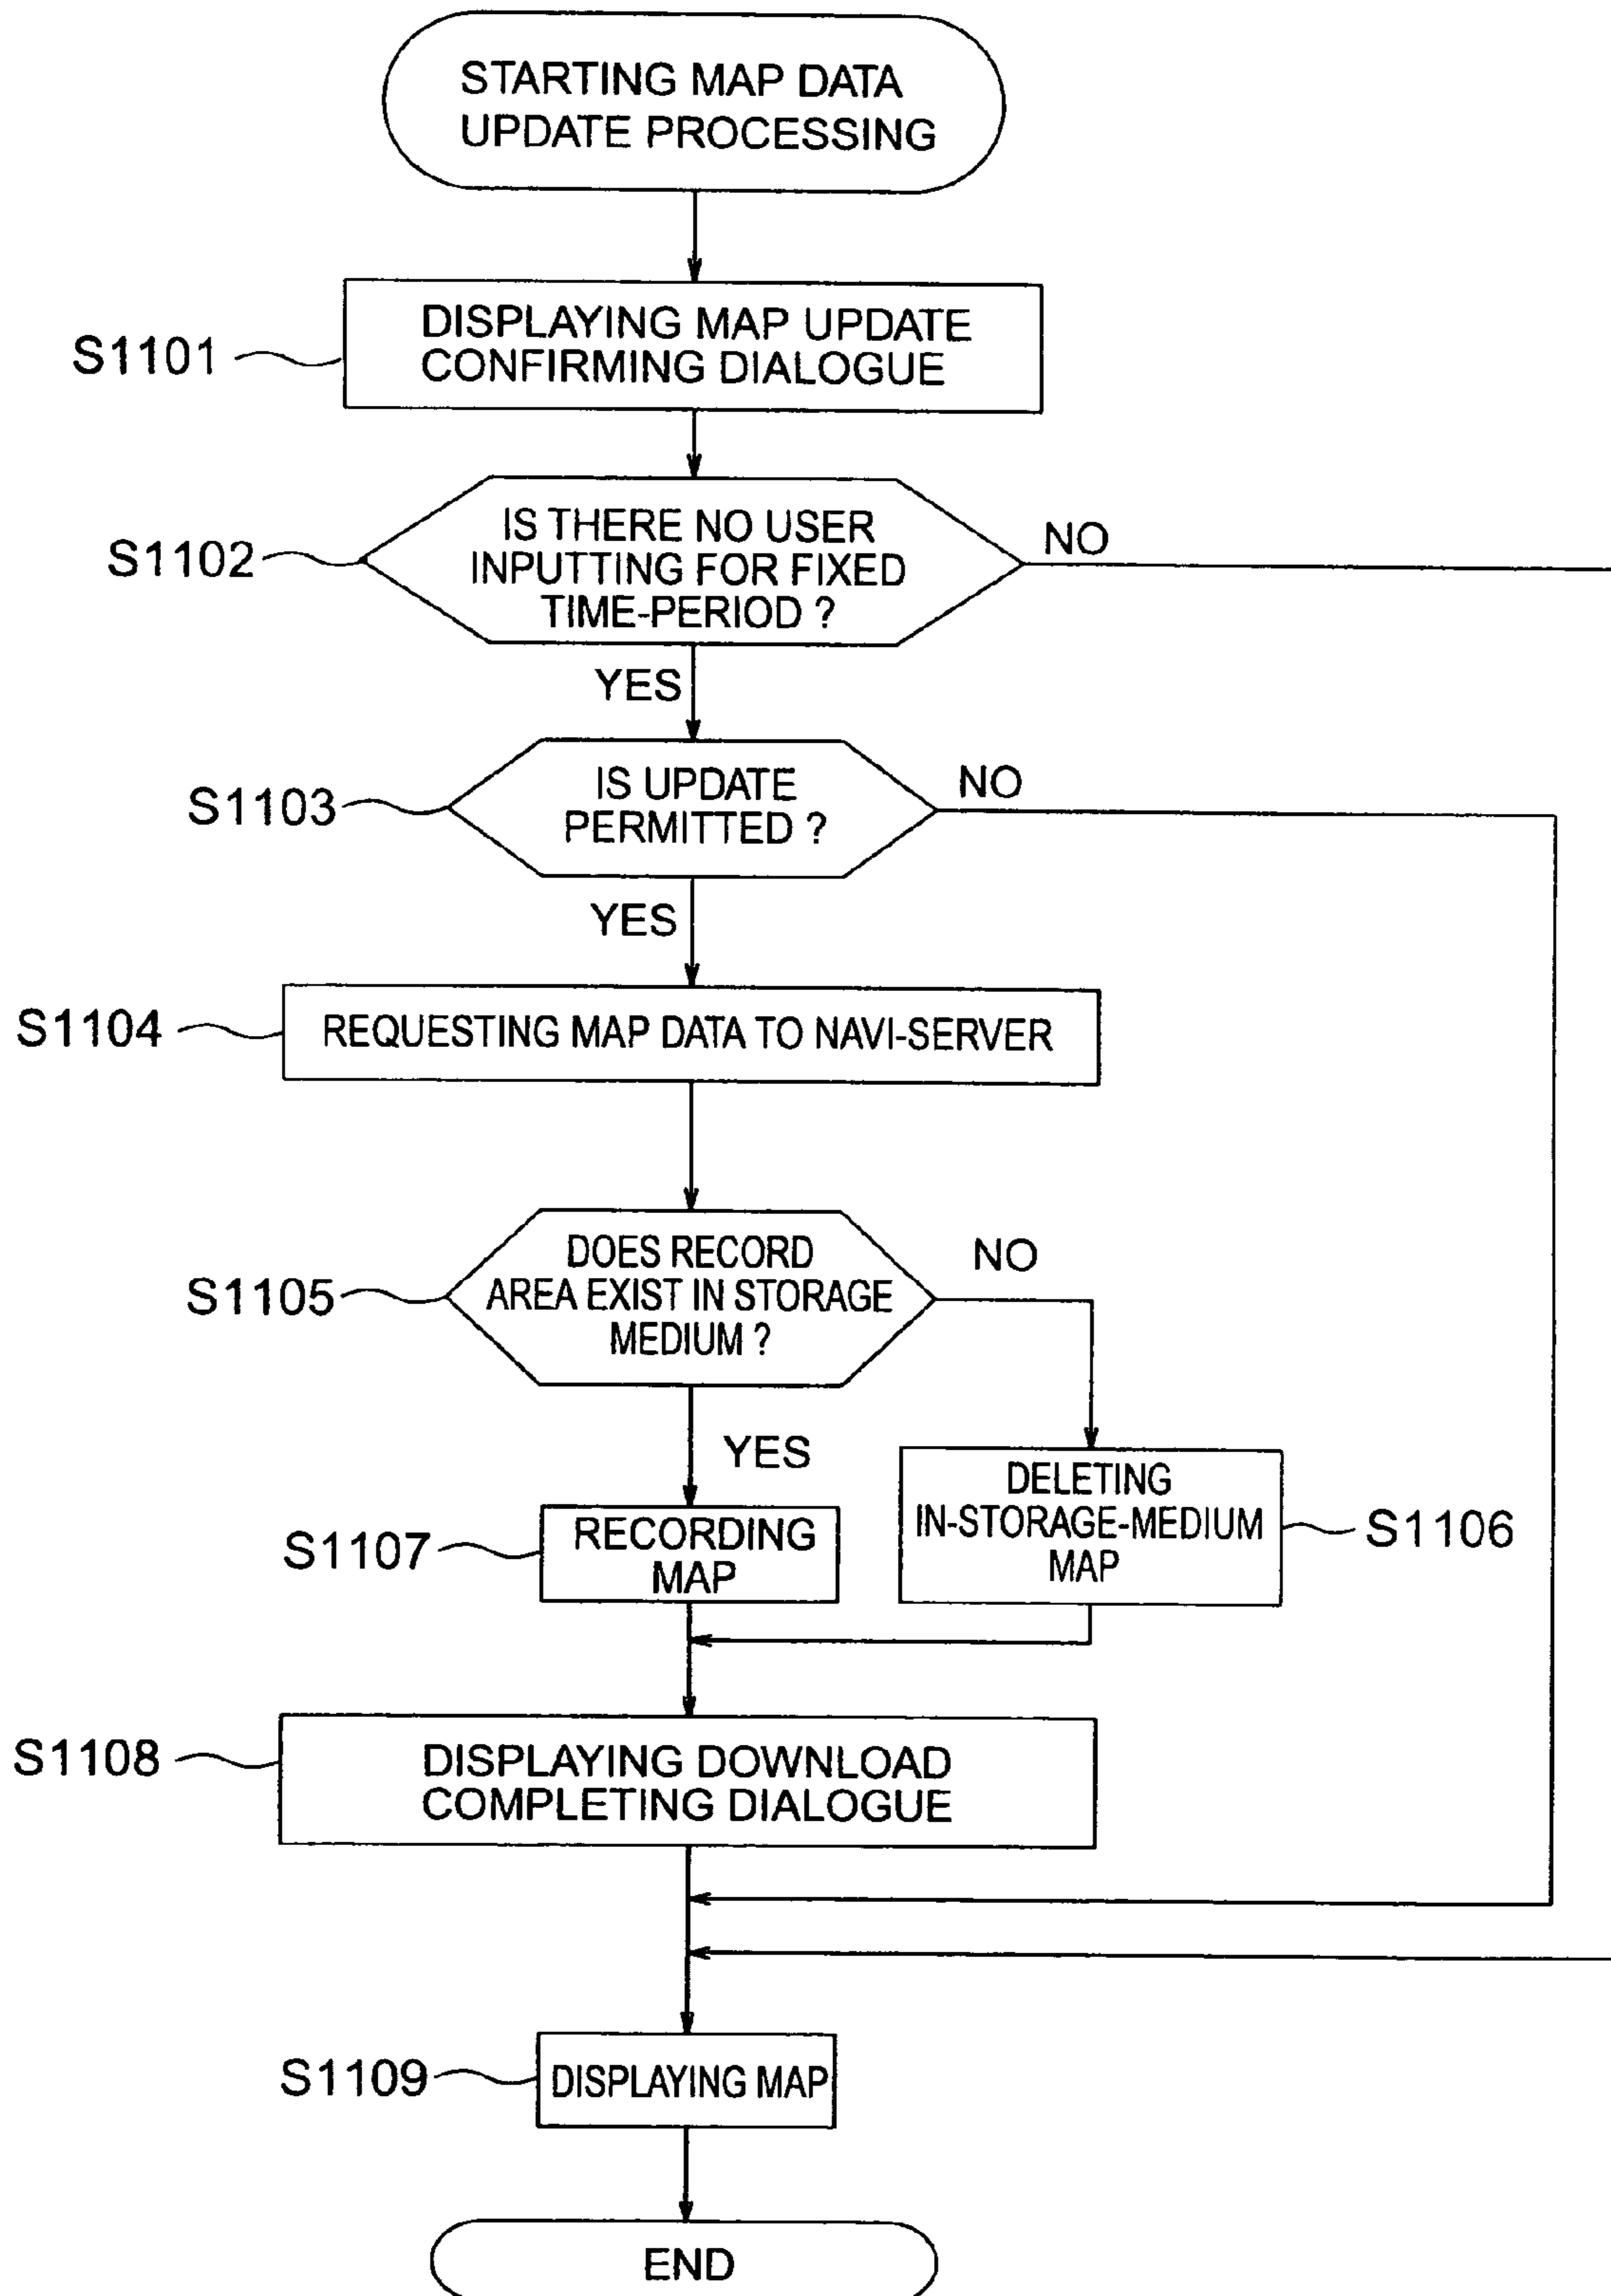 STARTING MAP DATA
UPDATE PROCESSING
S1101
DISPLAYING MAP UPDATE
CONFIRMING DIALOGUE
S1102
IS THERE NO USER
INPUTTING FOR FIXED
TIME-PERIOD ?
NO
YES
S1103
IS UPDATE
PERMITTED ?
NO
YES
S1104
REQUESTING MAP DATA TO NAVI-SERVER
S1105
DOES RECORD
AREA EXIST IN STORAGE
MEDIUM ?
NO
YES
S1107
RECORDING
MAP
DELETING
IN-STORAGE-MEDIUM
MAP
S1106
S1108
DISPLAYING DOWNLOAD
COMPLETING DIALOGUE
S1109
DISPLAYING MAP
END